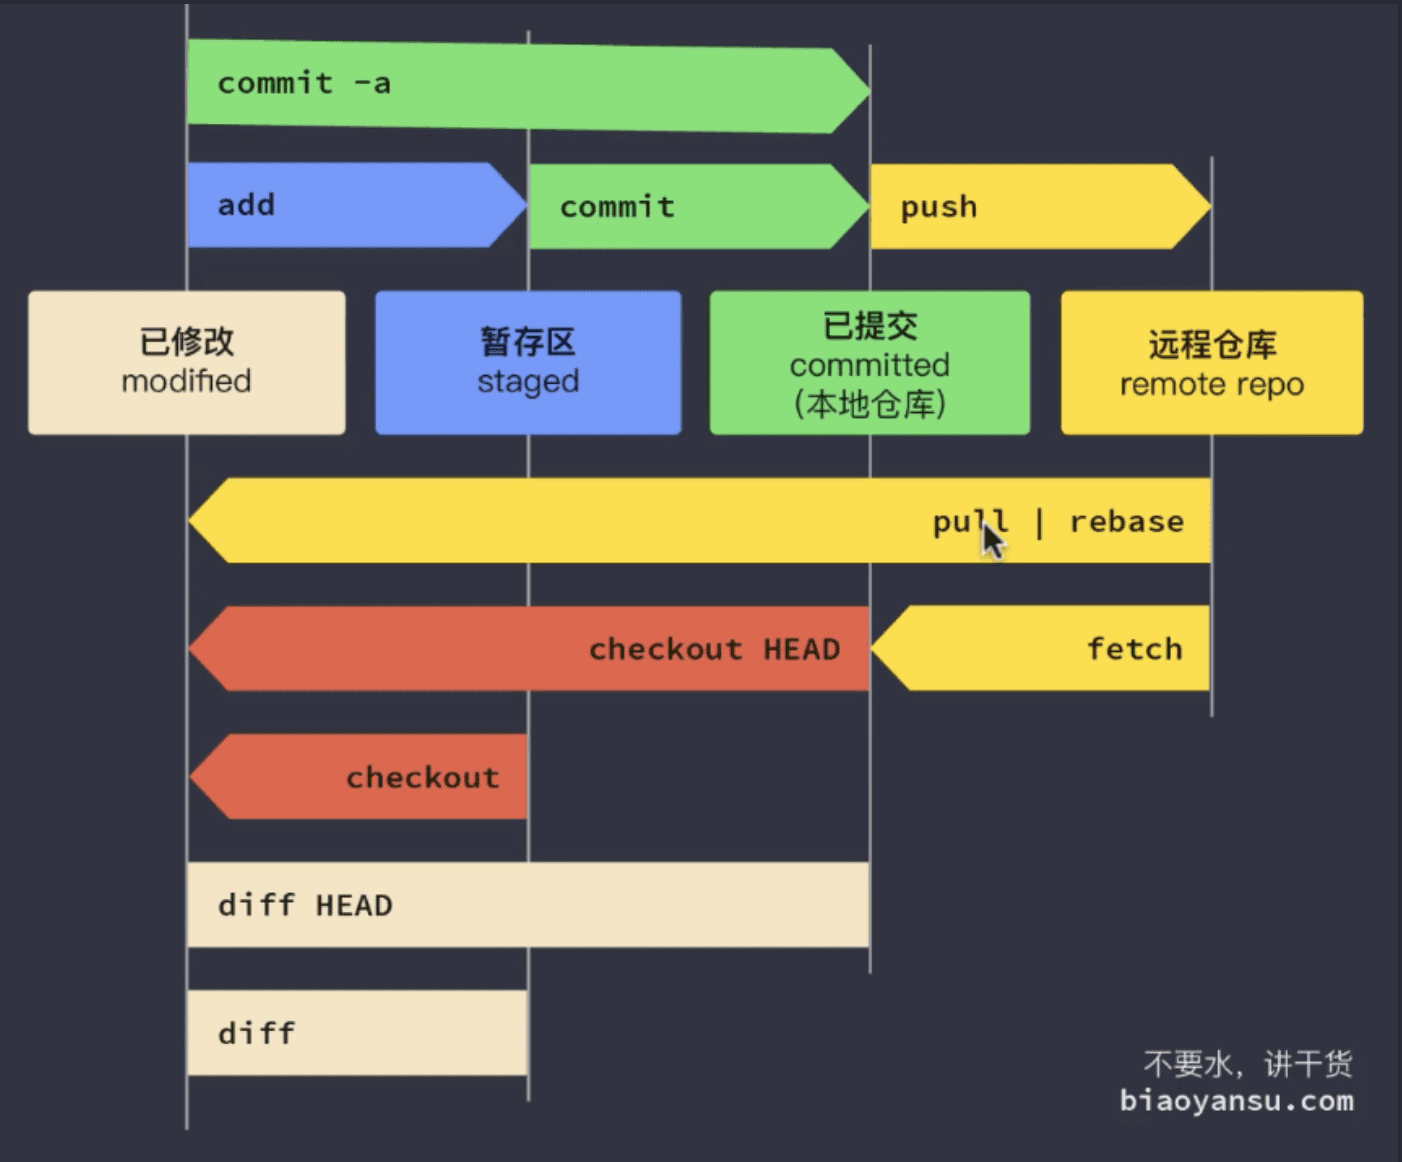 commit -a
add
commit
push
已修改
modified
暂存区
staged
已提交
committed
(本地仓库)
远程仓库
remote repo
pull | rebase
checkout HEAD
fetch
checkout
diff HEAD
diff
不要水，讲干货
biaoyansu.com